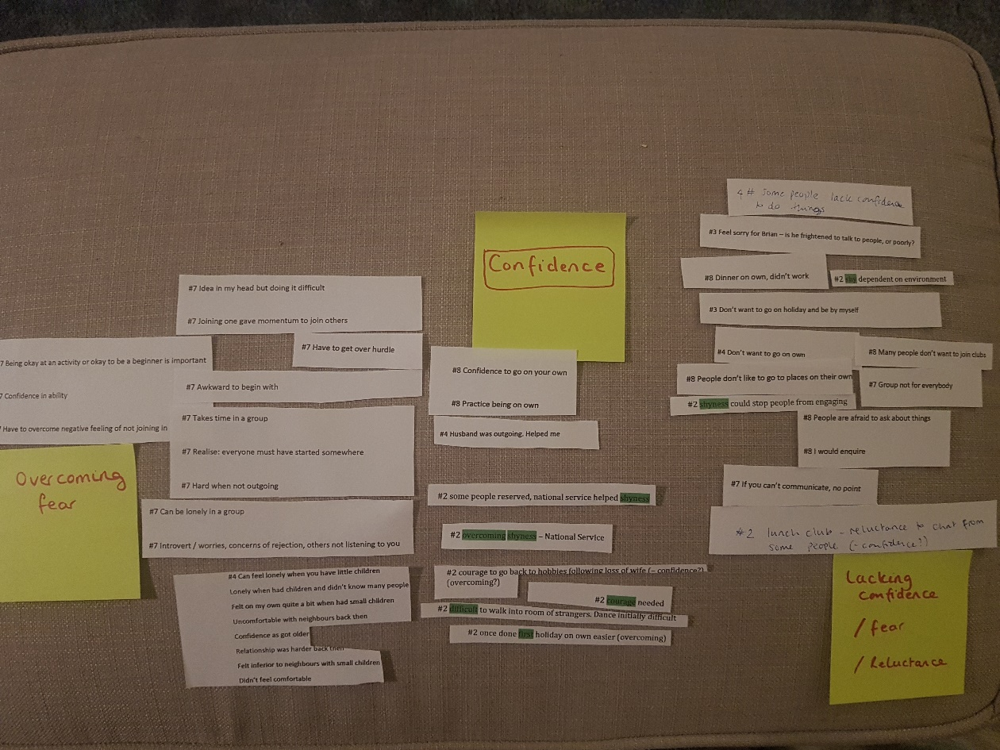 Confidence
#7 Idea in my head but doing it difficult
#7 Joining one gave momentum to join others
#7 Have to get over hurdle
7 Being okay at an activity or okay to be a beginner is important
7 Confidence in ability
7 Have to overcome negative feeling of not joining in
#7 Awkward to begin with
#7 Takes time in a group
#7 Realise: everyone must have started somewhere
#7 Hard when not outgoing
Overcoming
fear
#7 Can be lonely in a group
#7 Introvert / worries, concerns of rejection, others not listening to you
#4 Can feel lonely when you have little children
Lonely when had children and didn't know many people
Felt on my own quite a bit when had small children
Uncomfortable with neighbours back then
Confidence as got older
Relationship was harder back then
Felt inferior to neighbours with small children
Didn't feel comfortable
#8 Confidence to go on your own
#8 Practice being on own
#4 Husband was outgoing. Helped me
#2 some people reserved, national service helped shyness
#2 overcoming shyness – National Service
#2 courage to go back to hobbies following loss of wife (– confidence?)
(overcoming?)
#2 courage needed
#2 difficult to walk into room of strangers. Dance initially difficult
#2 once done first holiday on own easier (overcoming)
4 # Some people lack confidence
to do things
#3 Feel sorry for Brian – is he frightened to talk to people, or poorly?
#8 Dinner on own, didn't work
#2 shy dependent on environment
#3 Don't want to go on holiday and be by myself
#4 Don't want to go on own
#8 Many people don't want to join clubs
#8 People don't like to go to places on their own
#7 Group not for everybody
#2 shyness could stop people from engaging
#8 People are afraid to ask about things
#8 I would enquire
#7 If you can't communicate, no point
#2 lunch club – reluctance to chat from
some people (– confidence?)
Lacking
confidence
/ fear
/ Reluctance